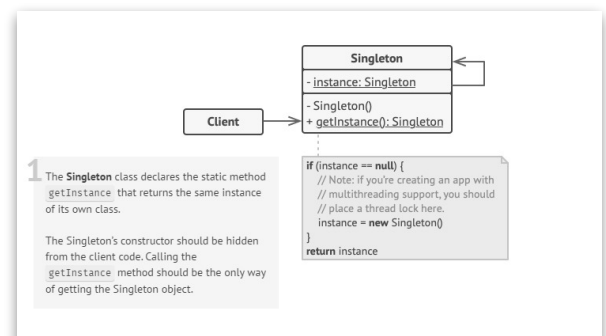 Singleton
- instance: Singleton
- Singleton()
+ getInstance(): Singleton
Client
1
The Singleton class declares the static method
getInstance that returns the same instance
of its own class.
The Singleton's constructor should be hidden
from the client code. Calling the
getInstance method should be the only way
of getting the Singleton object.
if (instance == null) {
// Note: if you're creating an app with
// multithreading support, you should
// place a thread lock here.
instance = new Singleton()
}
return instance